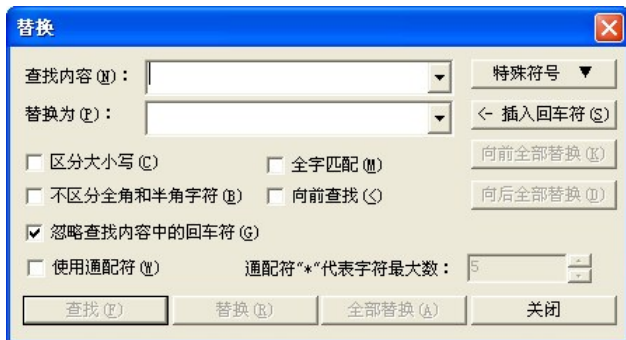 替换
查找内容(N):
特殊符号 ▼
替换为(P):
<- 插入回车符(S)
区分大小写(C)
全字匹配(M)
向前全部替换(K)
不区分全角和半角字符(B)
向前查找(<)
向后全部替换(D)
忽略查找内容中的回车符(G)
使用通配符(W)
通配符"*"代表字符最大数:
5
查找(F)
替换(R)
全部替换(A)
关闭